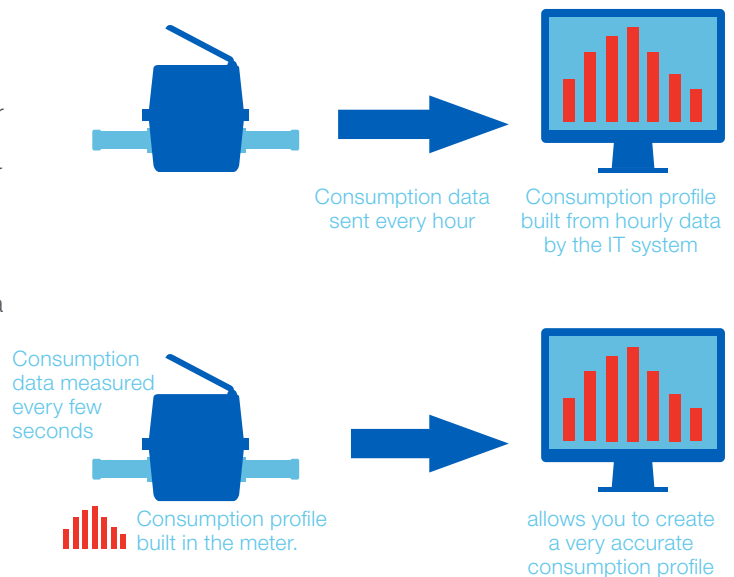 Consumption data
sent every hour
Consumption profile
built from hourly data
by the IT system
Consumption
data measured
every few
seconds
Consumption profile
built in the meter.
allows you to create
a very accurate
consumption profile